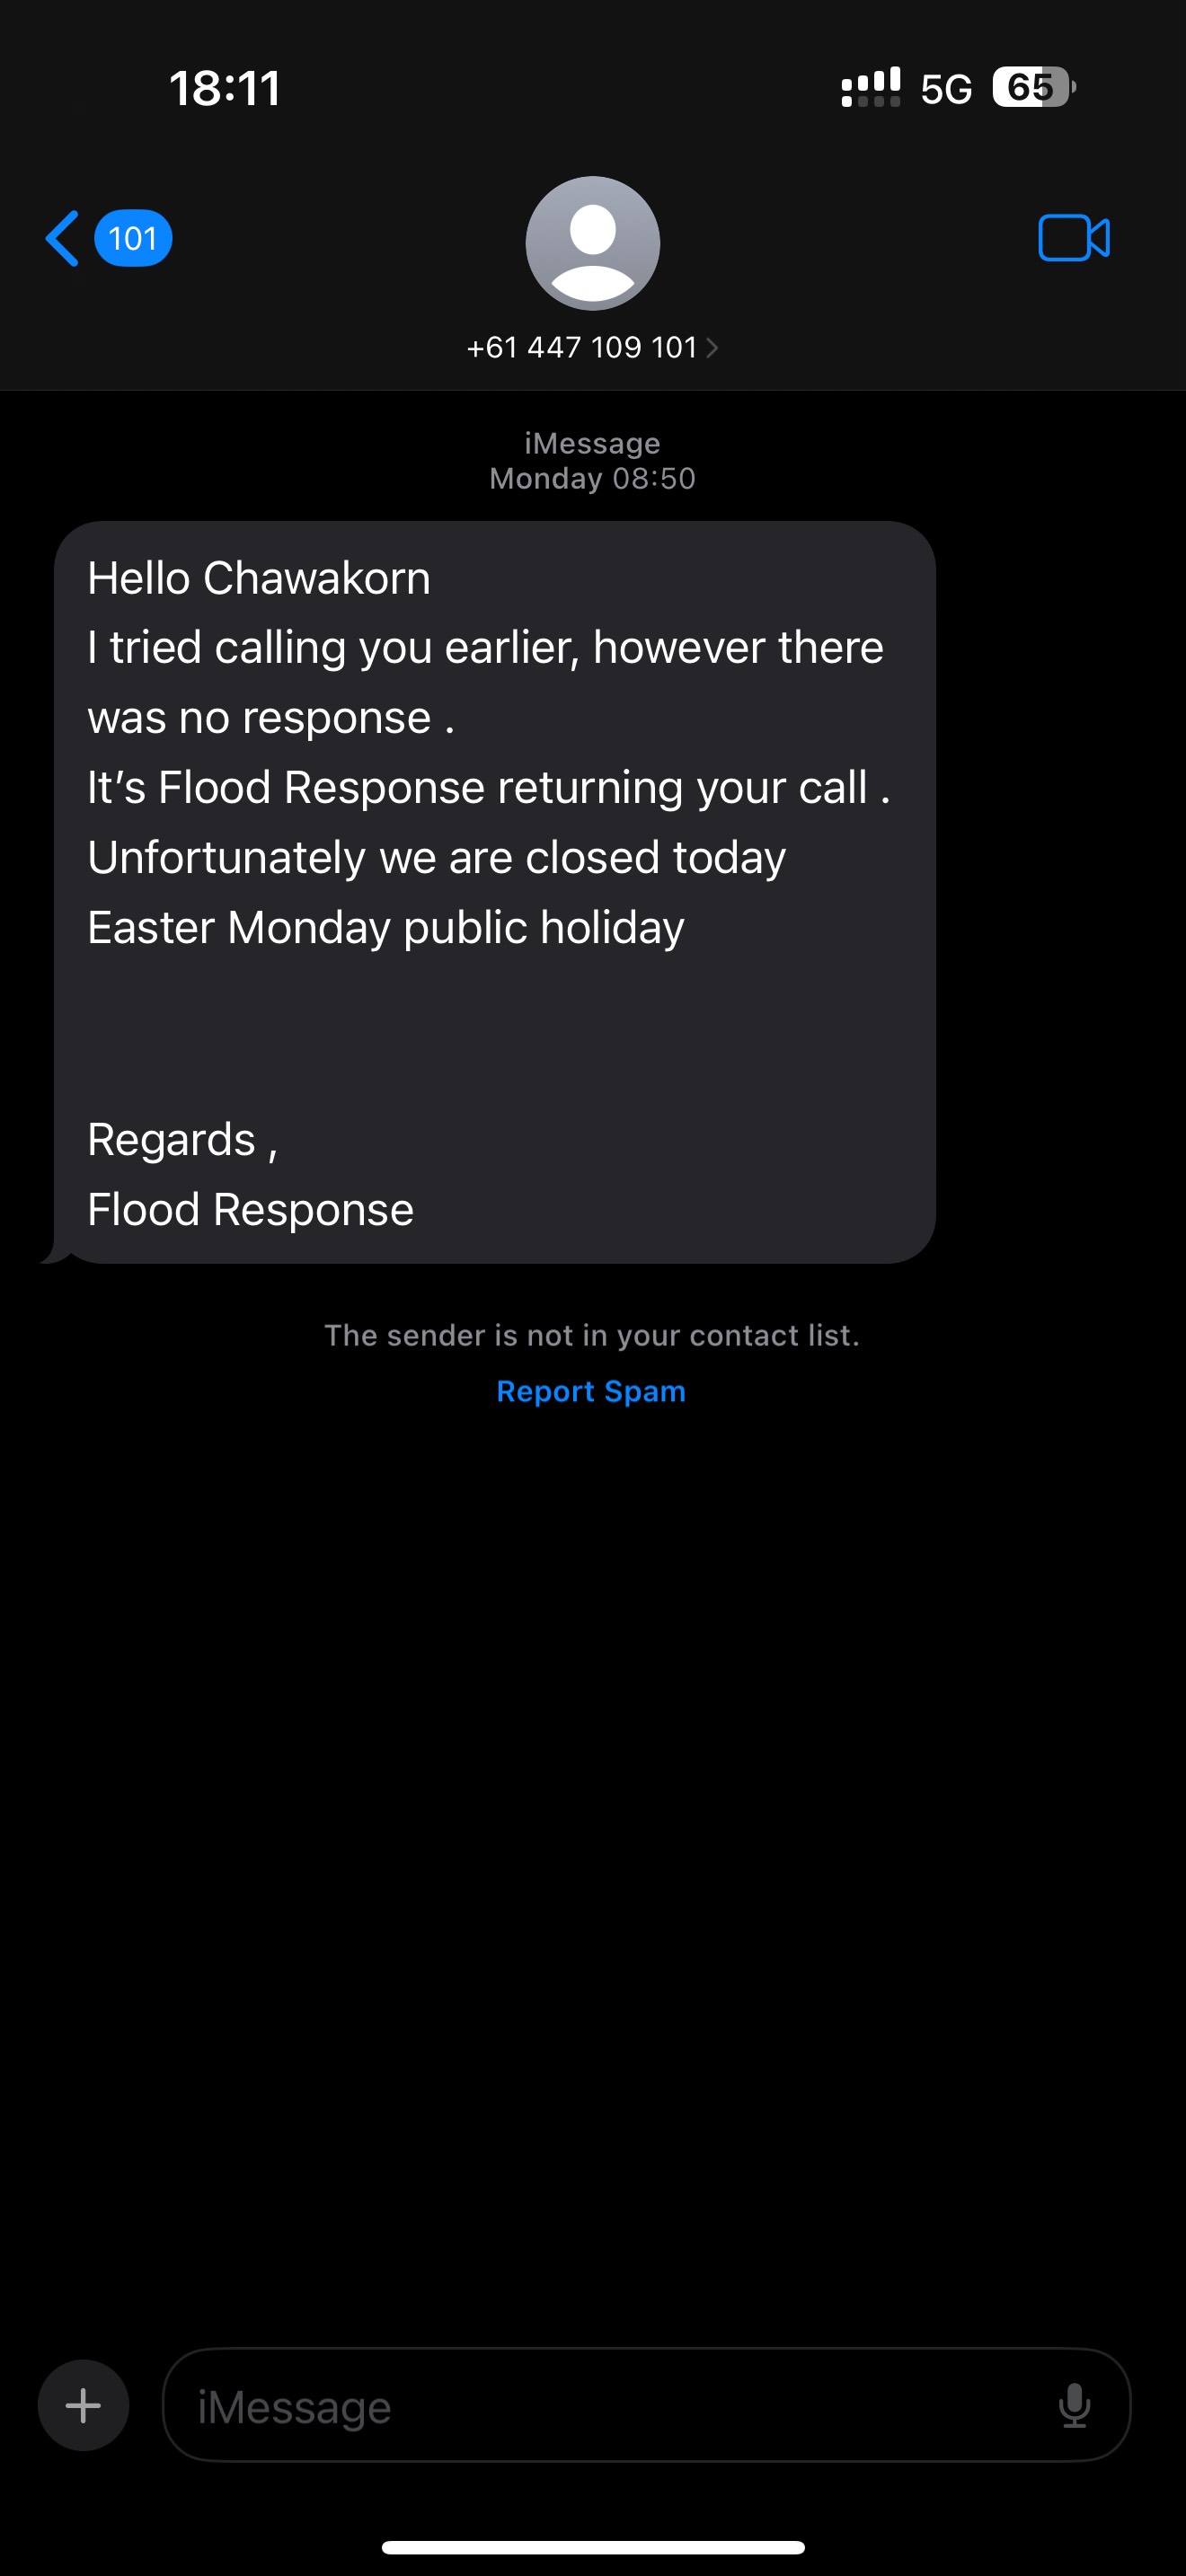 18:11
5G
65
101
+61 447 109 101
iMessage
Monday 08:50
Hello Chawakorn
I tried calling you earlier, however there
was no response .
It’s Flood Response returning your call .
Unfortunately we are closed today
Easter Monday public holiday
Regards ,
Flood Response
The sender is not in your contact list.
Report Spam
iMessage